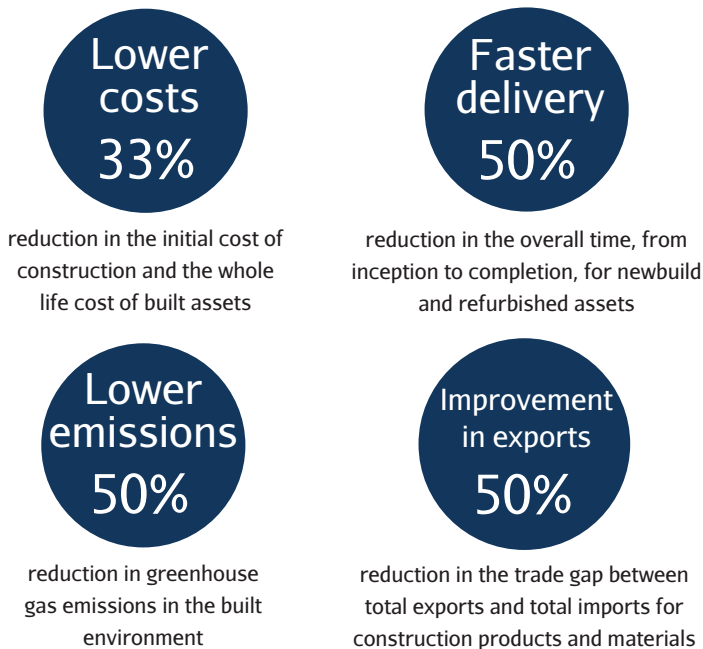 Lower
costs
33%
reduction in the initial cost of
construction and the whole
life cost of built assets
Faster
delivery
50%
reduction in the overall time, from
inception to completion, for newbuild
and refurbished assets
Lower
emissions
50%
reduction in greenhouse
gas emissions in the built
environment
Improvement
in exports
50%
reduction in the trade gap between
total exports and total imports for
construction products and materials